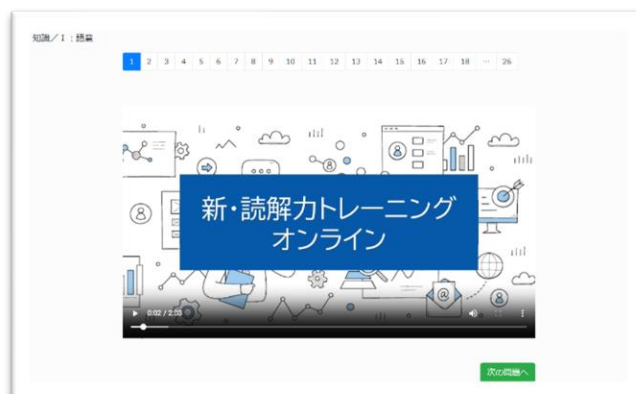 知識/Ⅰ:語彙
1 2 3 4 5 6 7 8 9 10 11 12 13 14 15 16 17 18 … 26
新・読解力トレーニング
オンライン
0:02 / 2:03
次の問題へ